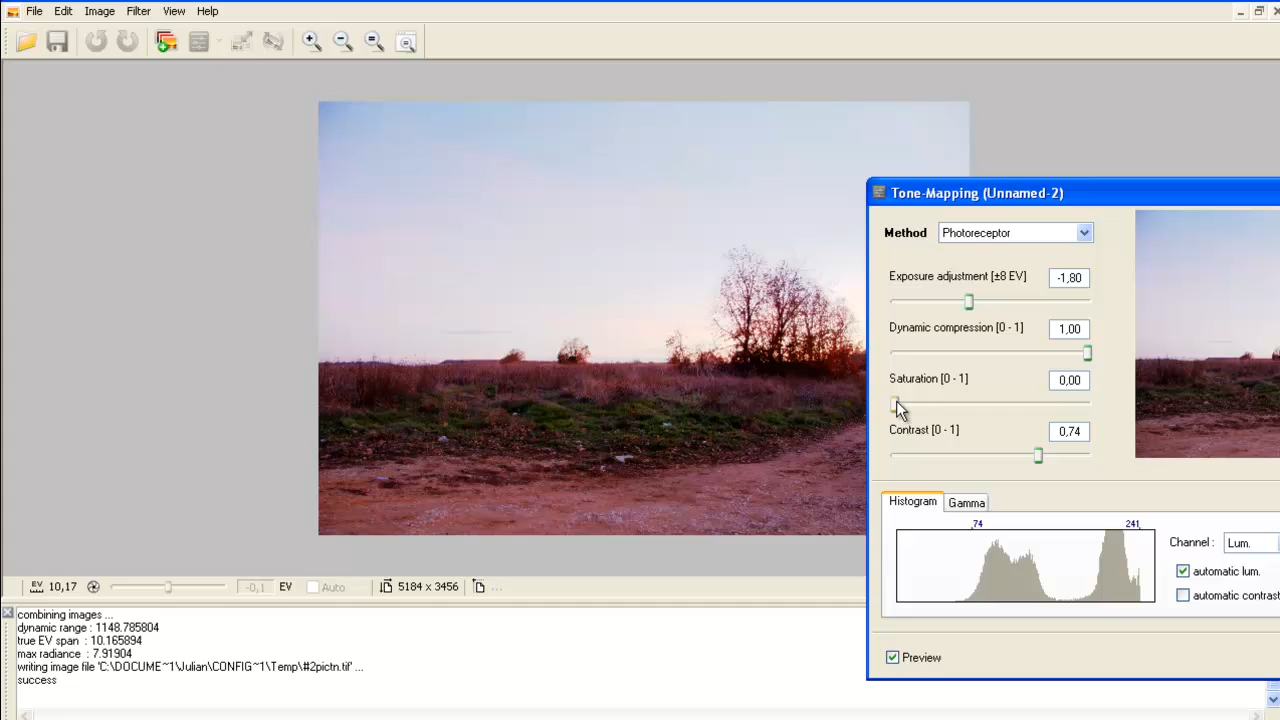 File Edit Image Filter View Help
Tone-Mapping (Unnamed-2)
Method Photoreceptor
Exposure adjustment [±8 EV] -1,80
Dynamic compression [0 - 1] 1,00
Saturation [0 - 1] 0,00
Contrast [0 - 1] 0,74
Histogram Gamma
74 241
Channel : Lum.
automatic lum.
automatic contrast
Preview
EV 10,17 -0,1 EV Auto 5184 x 3456 ...
combining images ...
dynamic range : 1148.785804
true EV span : 10.165894
max radiance : 7.91904
writing image file 'C:\DOCUME~1\Julian\CONFIG~1\Temp\#2pictn.tif' ...
success